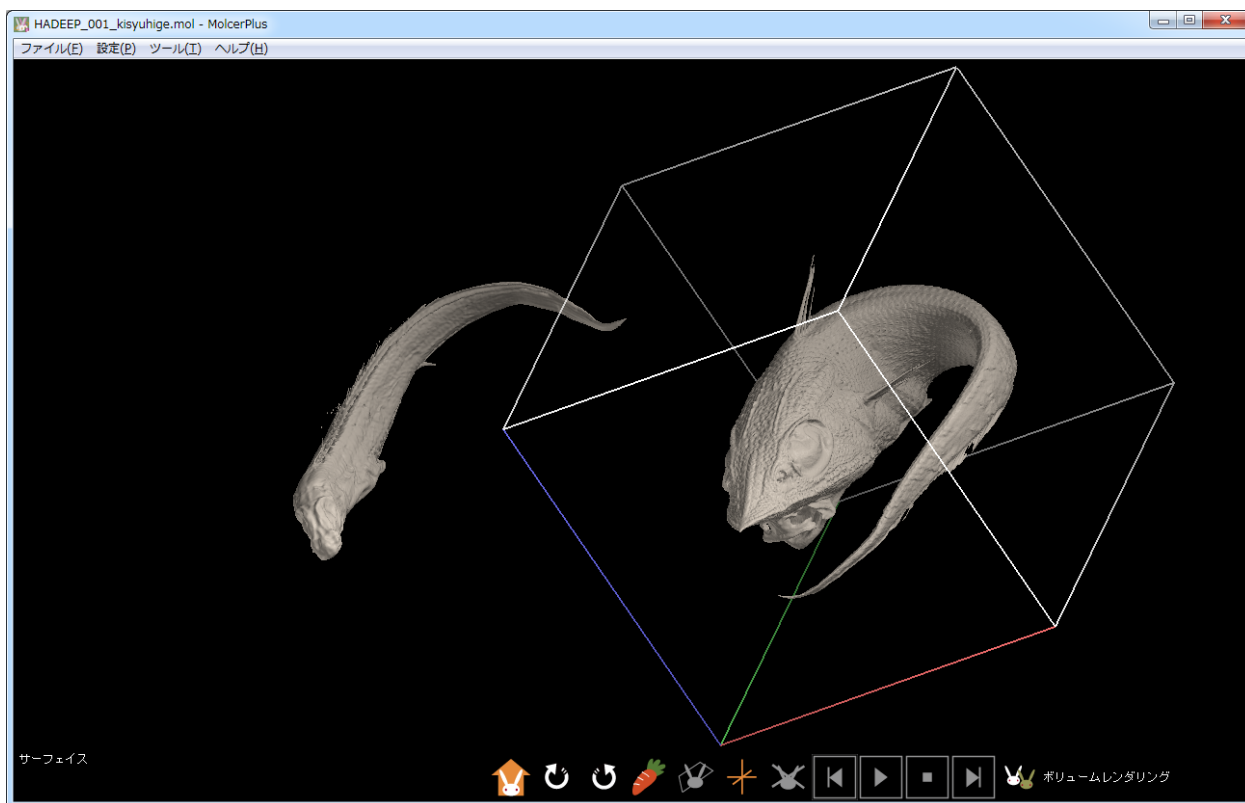 HADEEP_001_kisyuhige.mol - MolcerPlus
ファイル(F) 設定(P) ツール(T) ヘルプ(H)
サーフェイス
ボリュームレンダリング